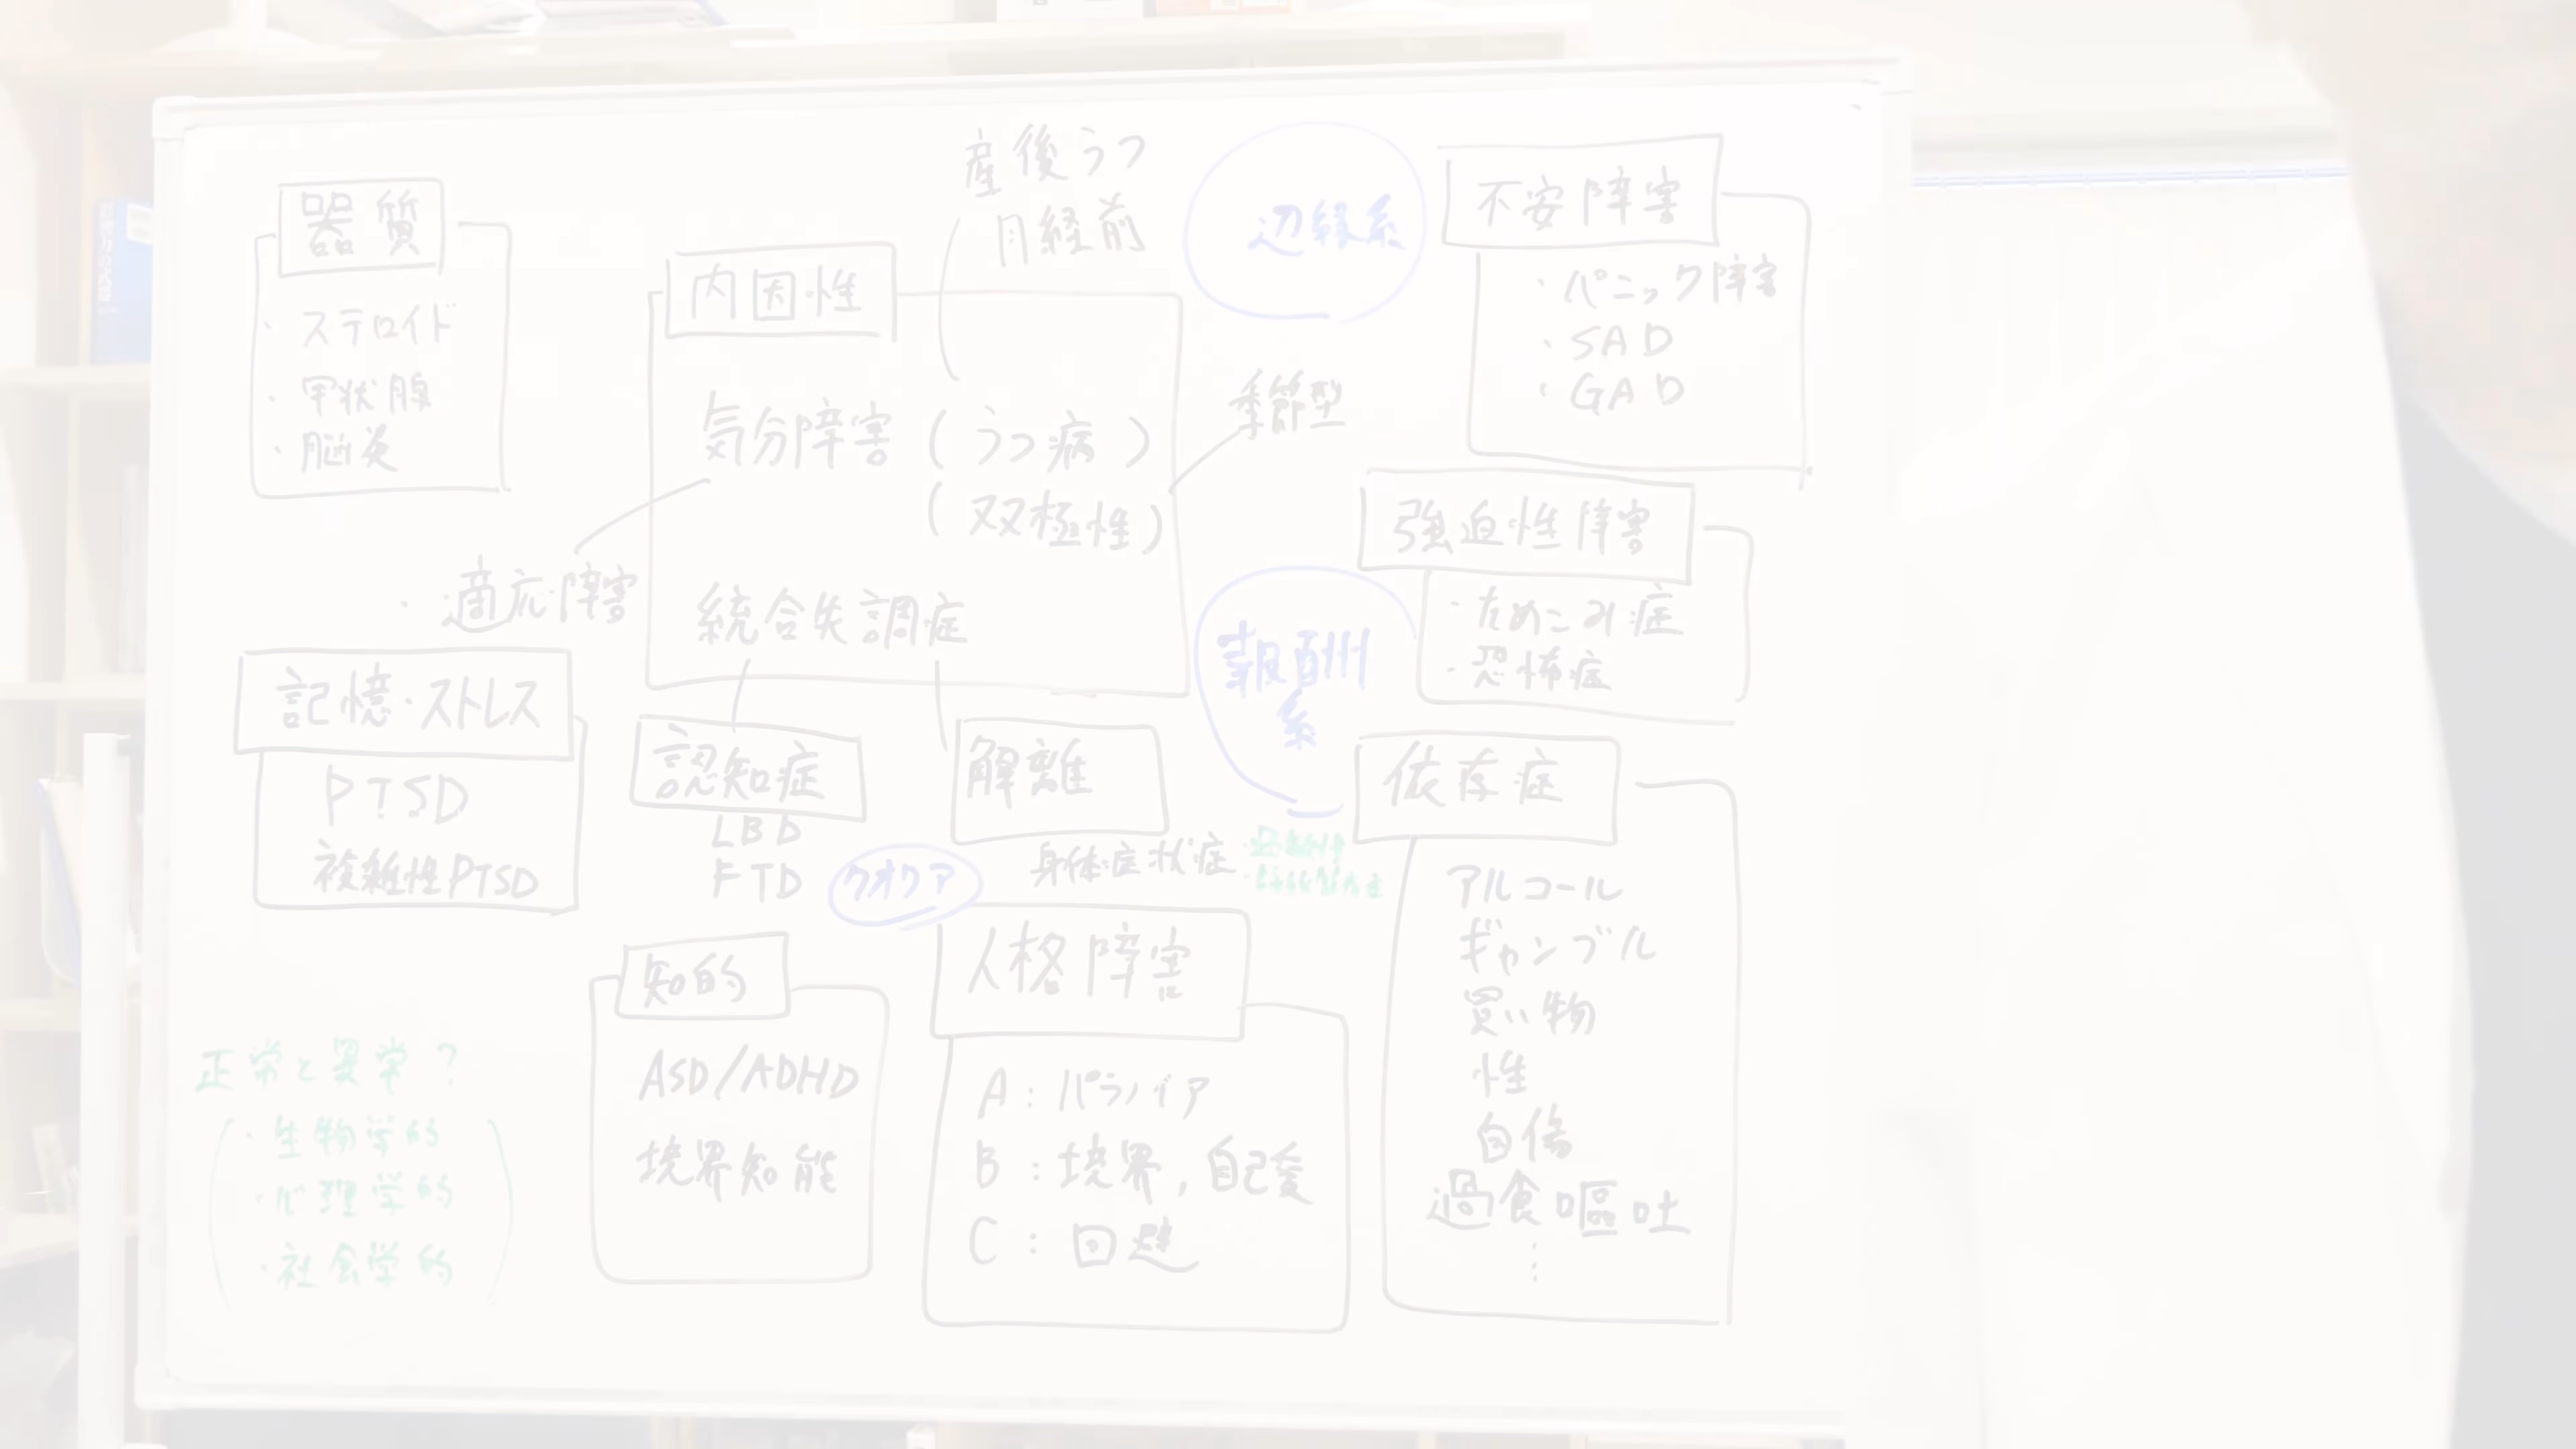 器質
・ステロイド
・甲状腺
・脳炎
産後うつ
月経前
内因性
気分障害(うつ病)
(双極性)
統合失調症
季節型
・適応障害
辺縁系
不安障害
・パニック障害
・SAD
・GAD
強迫性障害
・ためこみ症
・恐怖症
報酬
系
記憶・ストレス
PTSD
複雑性PTSD
認知症
LBD
FTD
解離
身体症状症
クオリア
依存症
アルコール
ギャンブル
買い物
性
自傷
過食嘔吐
⋮
知的
ASD/ADHD
境界知能
人格障害
A:パラノイア
B:境界,自己愛
C:回避
正常と異常?
・生物学的
・心理学的
・社会学的